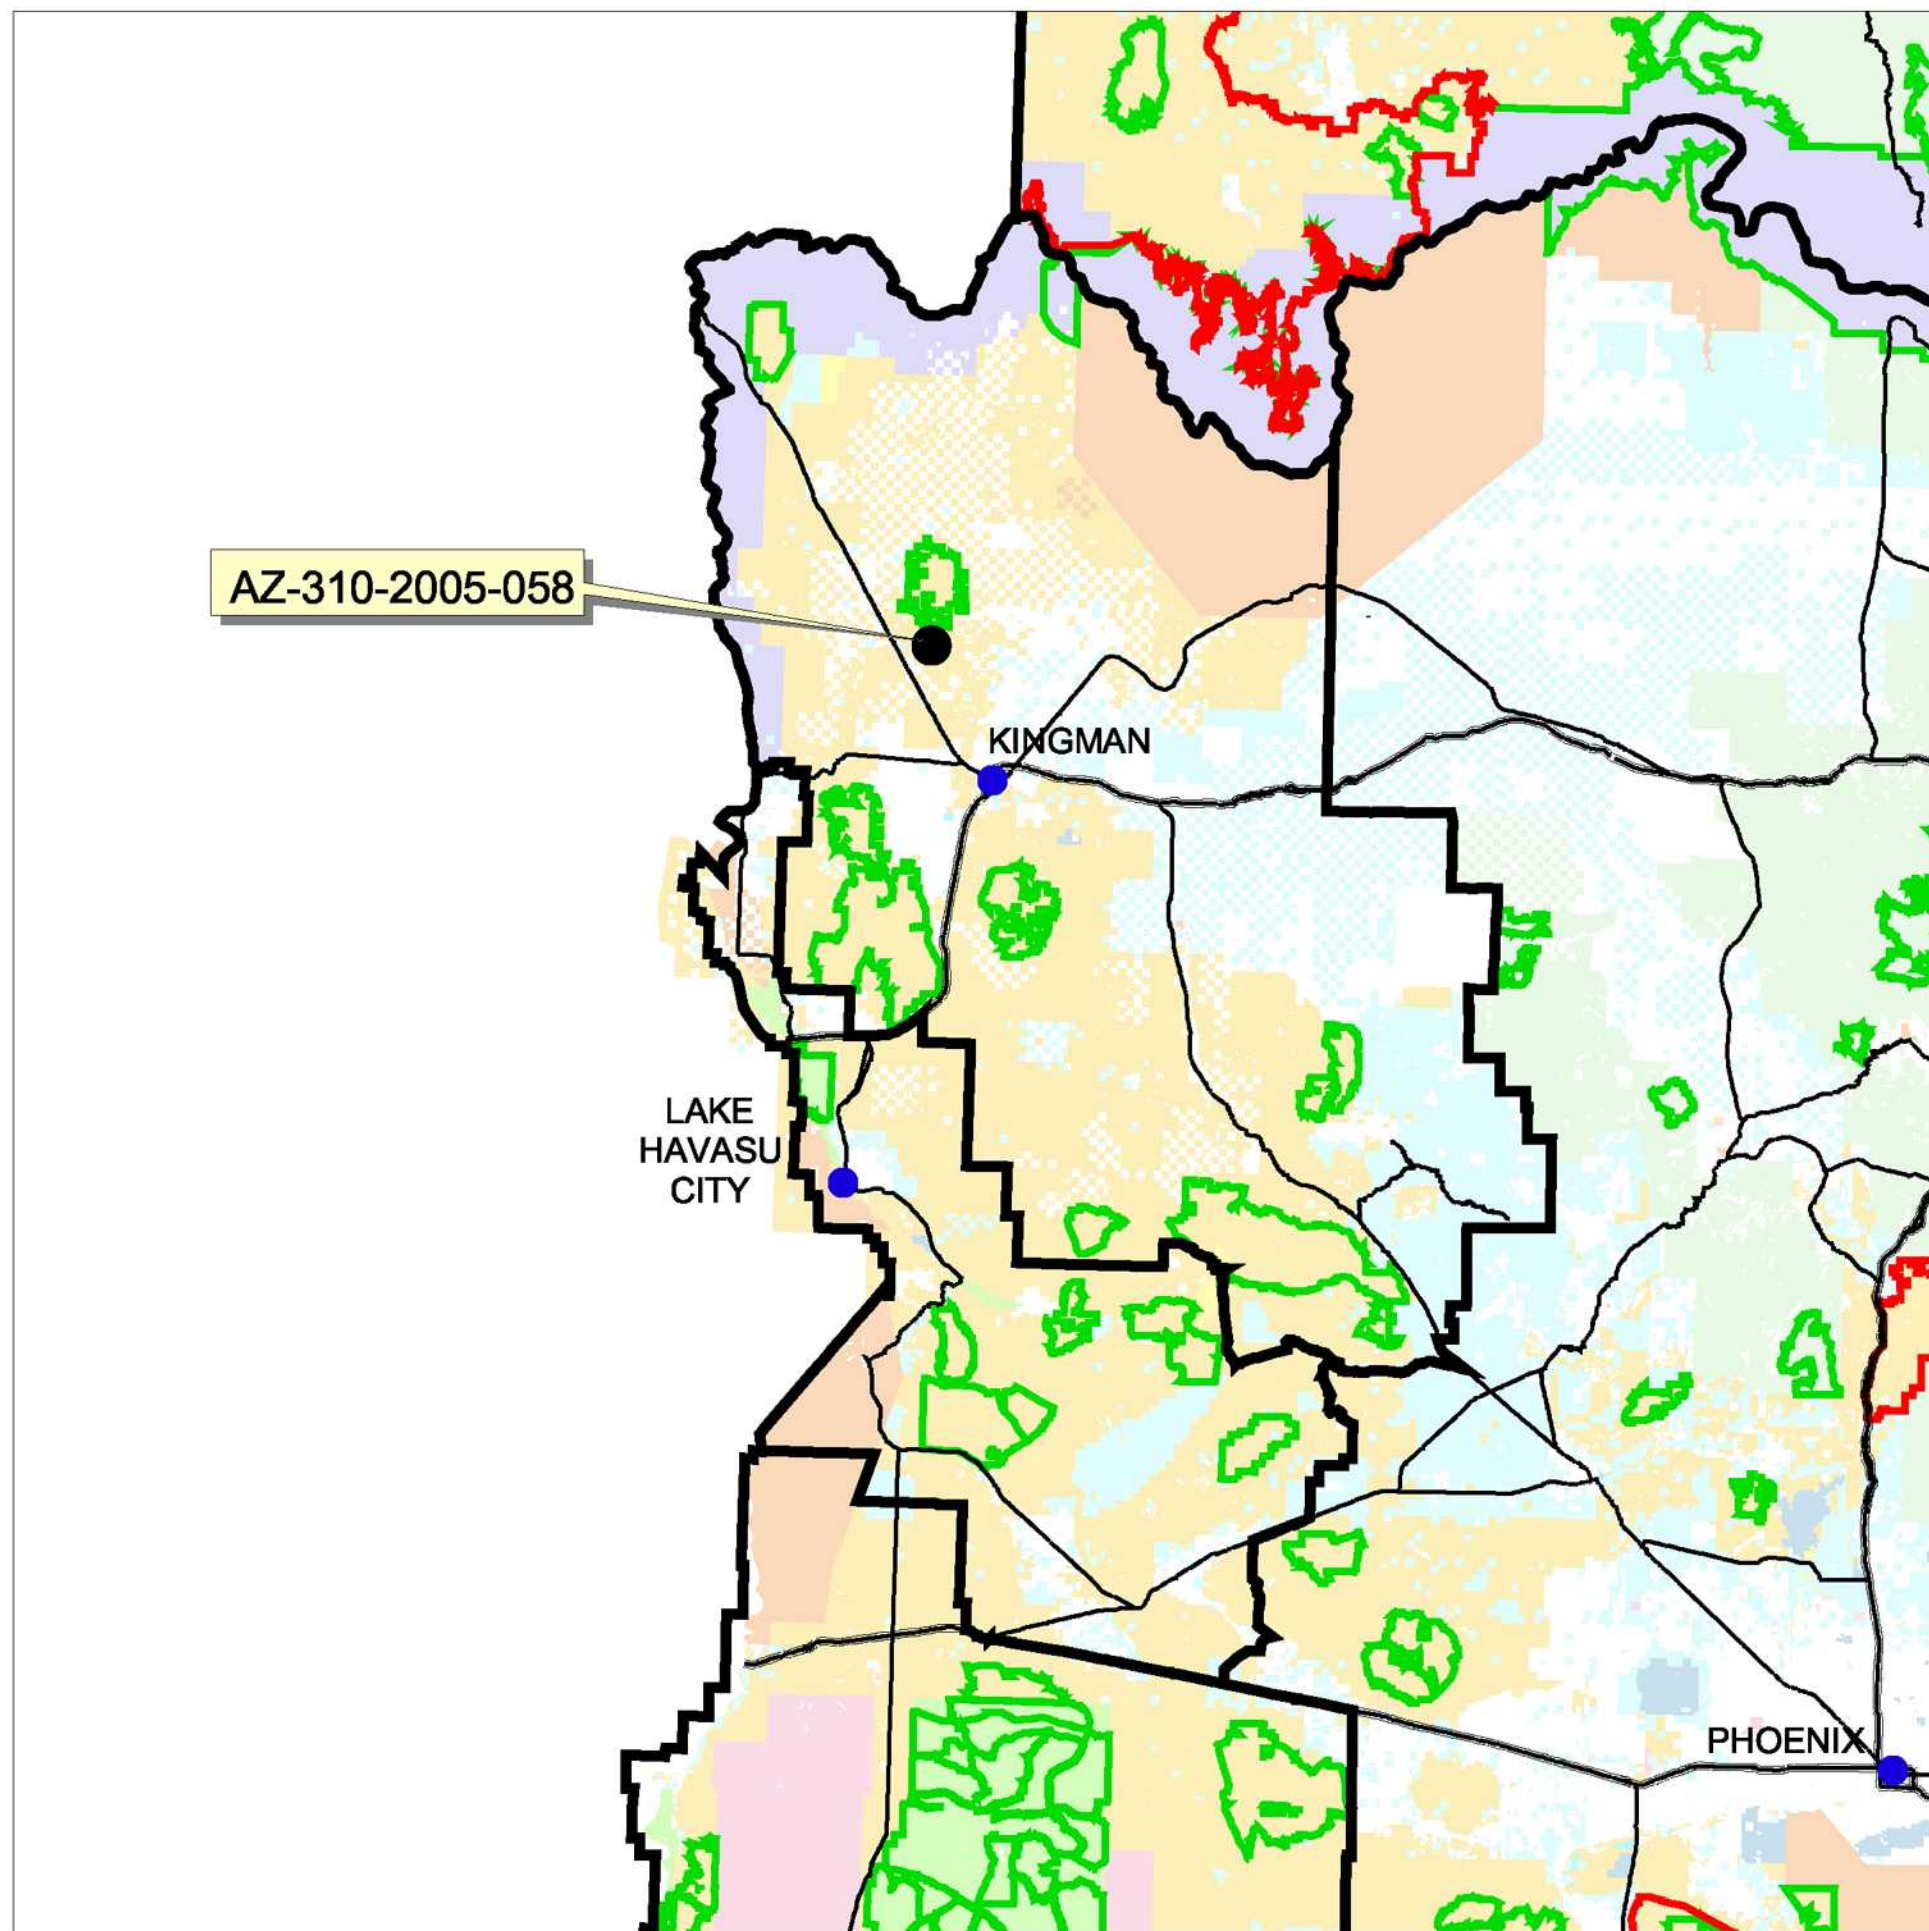 AZ-310-2005-058
KINGMAN
LAKE
HAVASU
CITY
PHOENIX